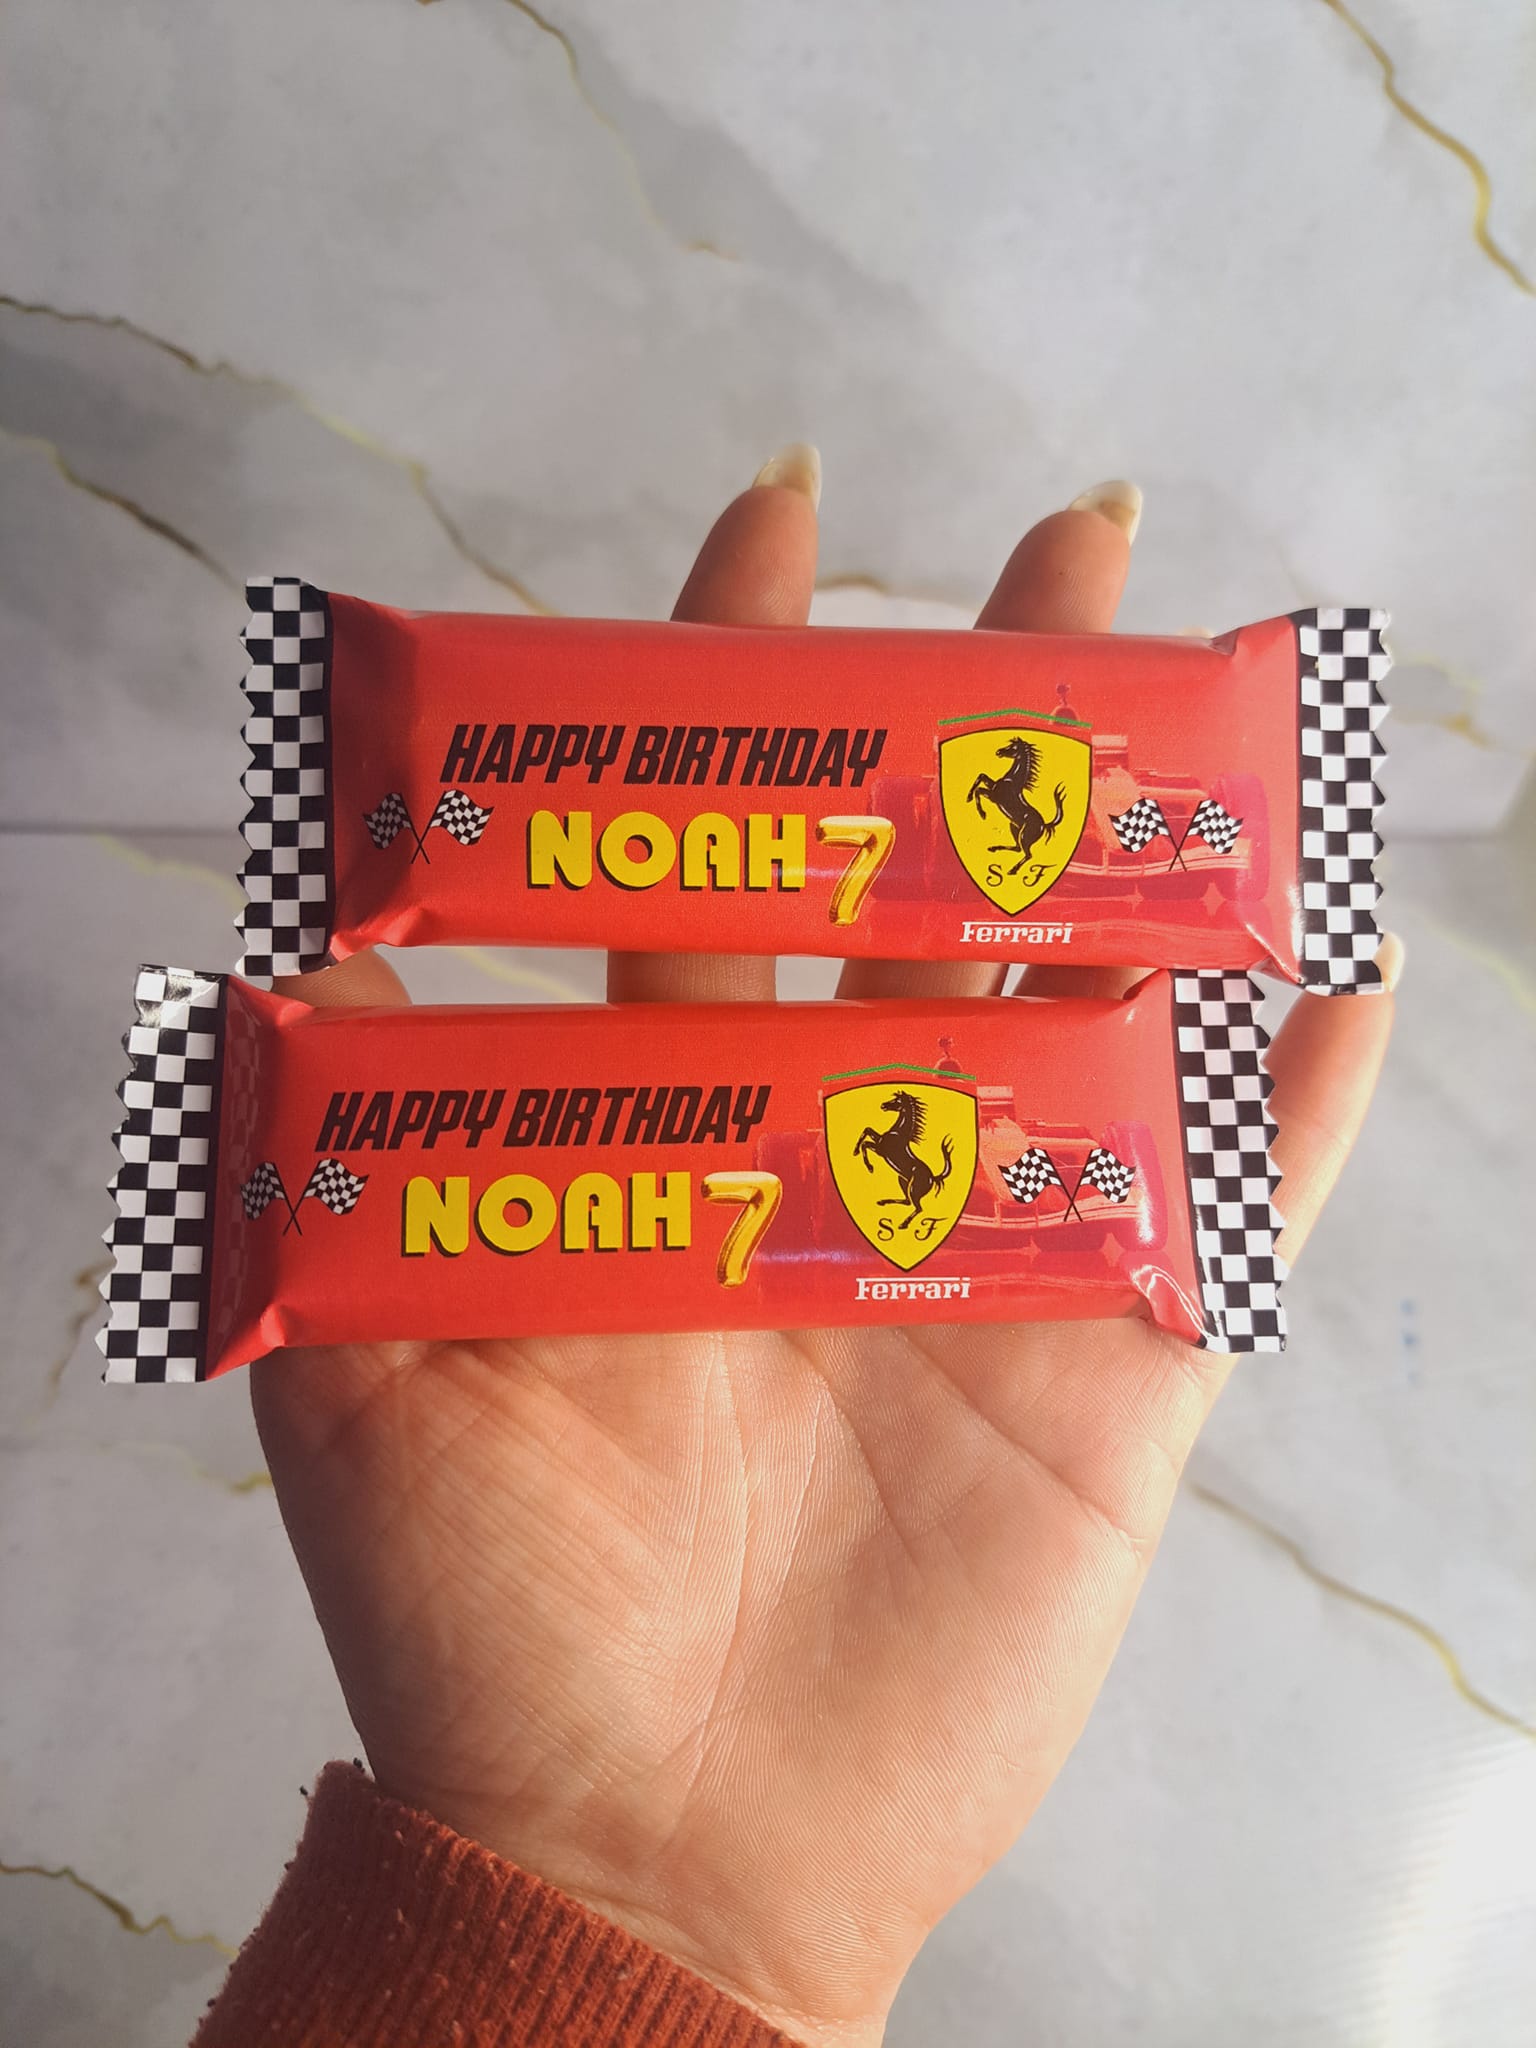 HAPPY BIRTHDAY
NOAH 7
S F
Ferrari
HAPPY BIRTHDAY
NOAH 7
S F
Ferrari